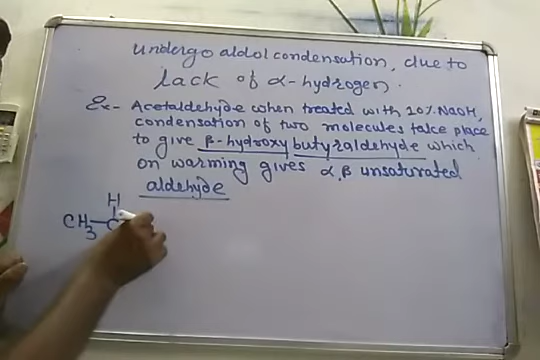 undergo aldol condensation, due to
lack of α-hydrogen.
Ex- Acetaldehyde when treated with 10% NaOH,
condensation of two molecules take place
to give β-hydroxy butyraldehyde which
on warming gives α,β unsaturated
aldehyde
H
CH3-C